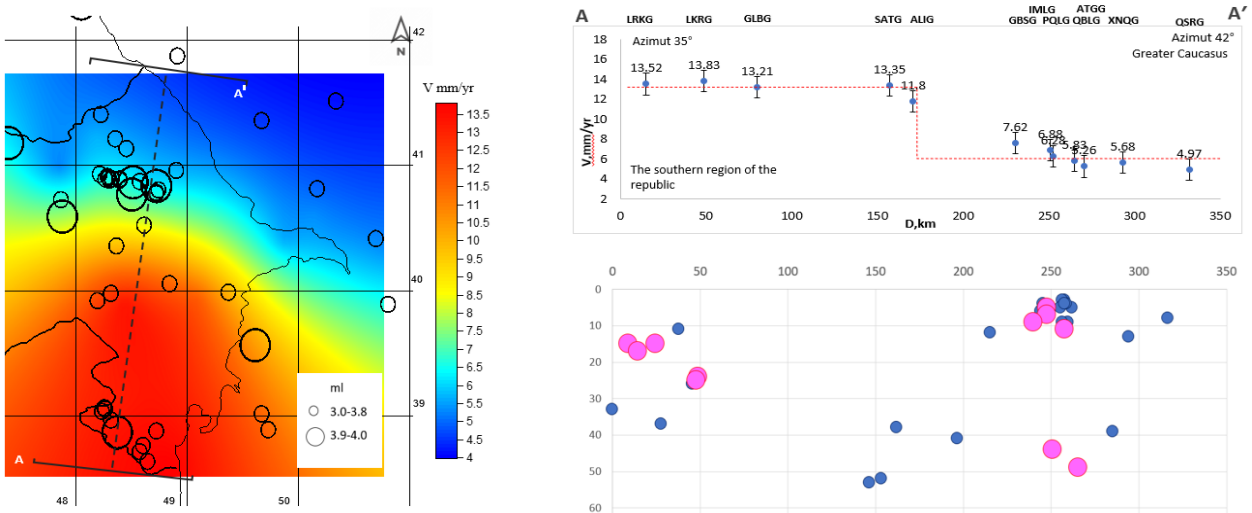 42
41
40
39
48
49
50
N
A
A'
ml
3.0-3.8
3.9-4.0
V mm/yr
13.5
13
12.5
12
11.5
11
10.5
10
9.5
9
8.5
8
7.5
7
6.5
6
5.5
5
4.5
4
A
LRKG
LKRG
GLBG
SATG
ALIG
IMLG
GBSG
PQLG
ATGG
QBLG
XNQG
QSRG
A'
Azimut 35°
Azimut 42°
Greater Caucasus
The southern region of the
republic
V,mm/yr
18
16
14
12
10
8
6
4
2
13.52
13.83
13.21
13.35
11.8
7.62
6.88
6.28
5.83
5.26
5.68
4.97
0
50
100
150
200
250
300
350
D,km
0
50
100
150
200
250
300
350
0
10
20
30
40
50
60